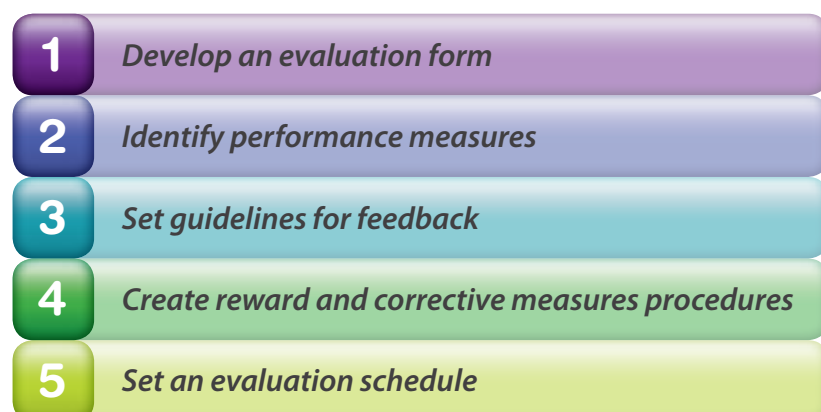 1 Develop an evaluation form
2 Identify performance measures
3 Set guidelines for feedback
4 Create reward and corrective measures procedures
5 Set an evaluation schedule